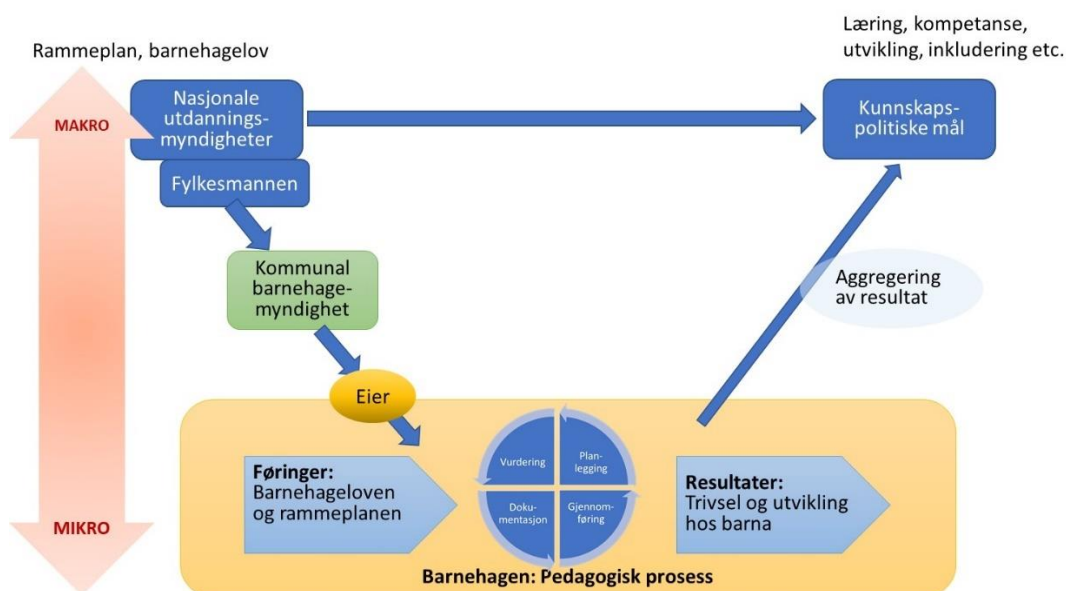 Rammeplan, barnehagelov
Læring, kompetanse,
utvikling, inkludering etc.
MAKRO
Nasjonale
utdannings-
myndigheter
Kunnskaps-
politiske mål
Fylkesmannen
Kommunal
barnehage-
myndighet
Aggregering
av resultat
Eier
Føringer:
Barnehageloven
og rammeplanen
Vurdering
Plan-
legging
Doku-
mentasjon
Gjennom-
føring
Resultater:
Trivsel og utvikling
hos barna
MIKRO
Barnehagen: Pedagogisk prosess